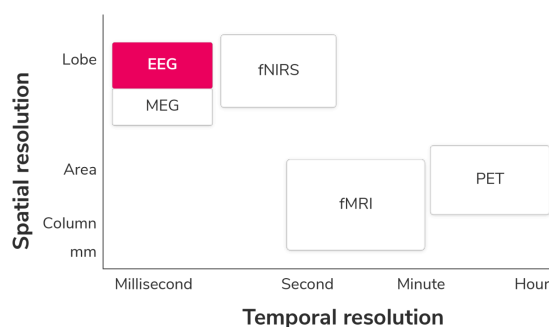 Spatial resolution
Lobe
Area
Column
mm
EEG
MEG
fNIRS
fMRI
PET
Millisecond
Second
Minute
Hour
Temporal resolution